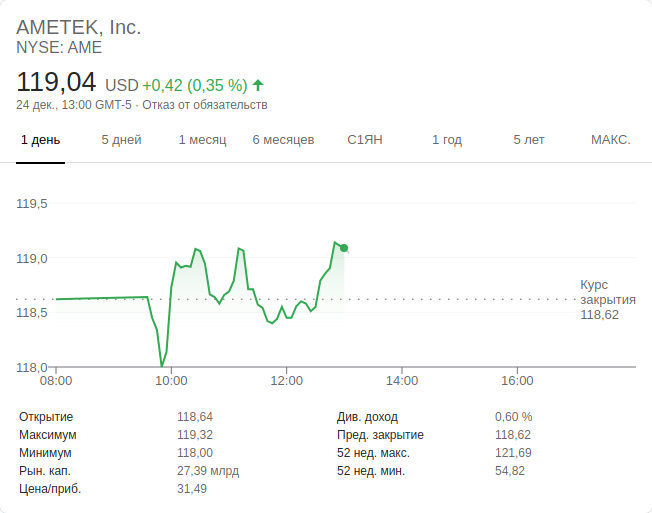 AMETEK, Inc.
NYSE: AME
119,04 USD +0,42 (0,35 %)
24 дек., 13:00 GMT-5 · Отказ от обязательств
1 день 5 дней 1 месяц 6 месяцев С1ЯН 1 год 5 лет МАКС.
119,5
119,0
118,5
118,0
Курс
закрытия
118,62
08:00 10:00 12:00 14:00 16:00
Открытие 118,64 Див. доход 0,60 %
Максимум 119,32 Пред. закрытие 118,62
Минимум 118,00 52 нед. макс. 121,69
Рын. кап. 27,39 млрд 52 нед. мин. 54,82
Цена/приб. 31,49